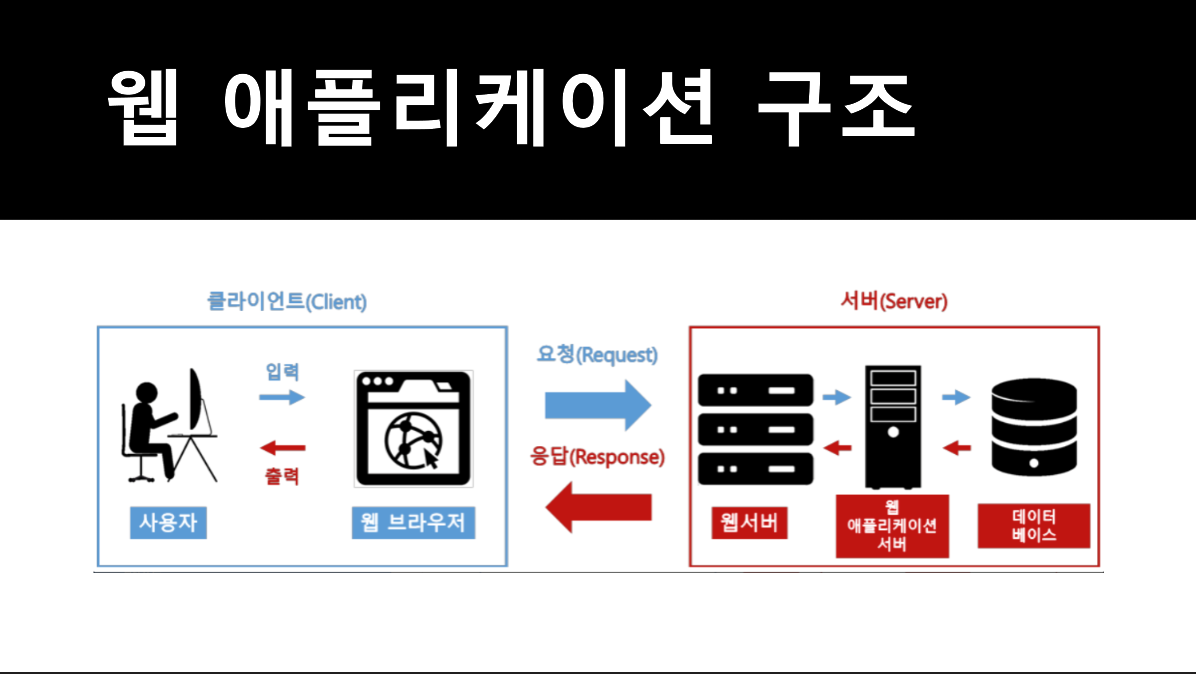 웹 애플리케이션 구조
클라이언트(Client)
서버(Server)
입력
출력
사용자
웹 브라우저
요청(Request)
응답(Response)
웹서버
웹
애플리케이션
서버
데이터
베이스